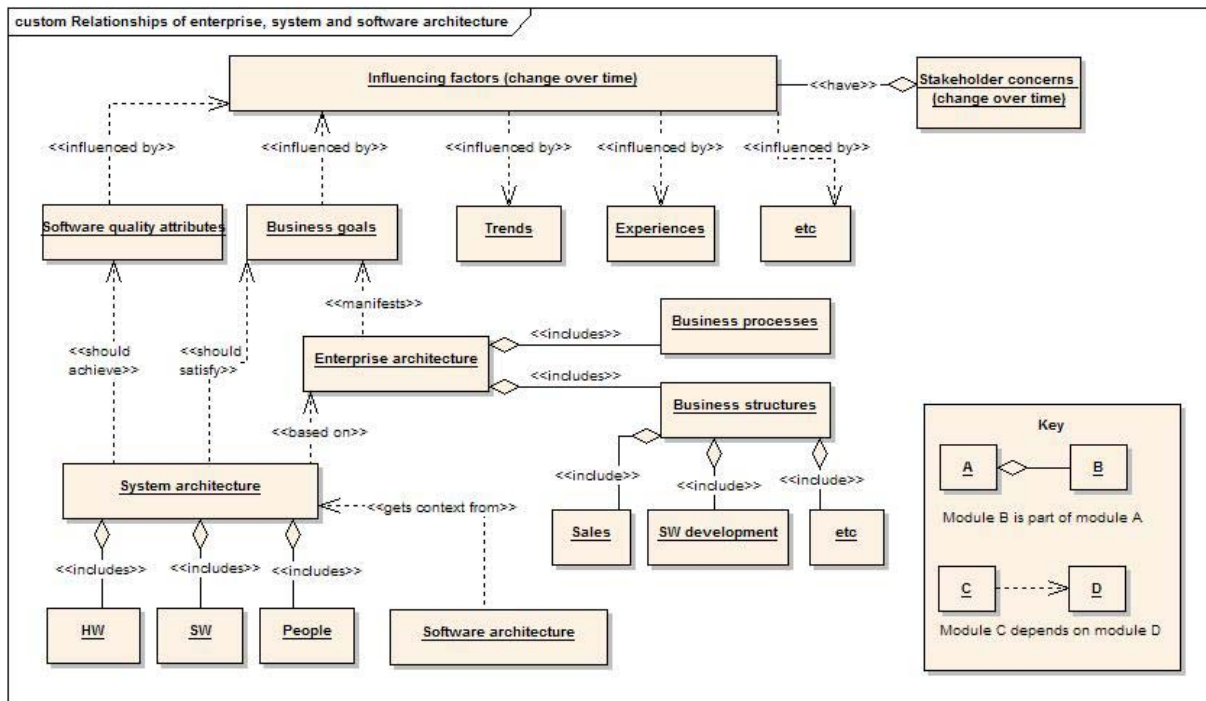 custom Relationships of enterprise, system and software architecture
Influencing factors (change over time)
<<have>>
Stakeholder concerns
(change over time)
<<influenced by>>
<<influenced by>>
<<influenced by>>
<<influenced by>>
<<influenced by>>
Software quality attributes
Business goals
Trends
Experiences
etc
<<manifests>>
<<should
achieve>>
<<should
satisfy>>
Enterprise architecture
<<includes>>
Business processes
<<includes>>
Business structures
<<based on>>
System architecture
<<include>>
<<include>>
<<include>>
Sales
SW development
etc
<<gets context from>>
<<includes>>
<<includes>>
<<includes>>
HW
SW
People
Software architecture
Key
A
B
Module B is part of module A
C
D
Module C depends on module D